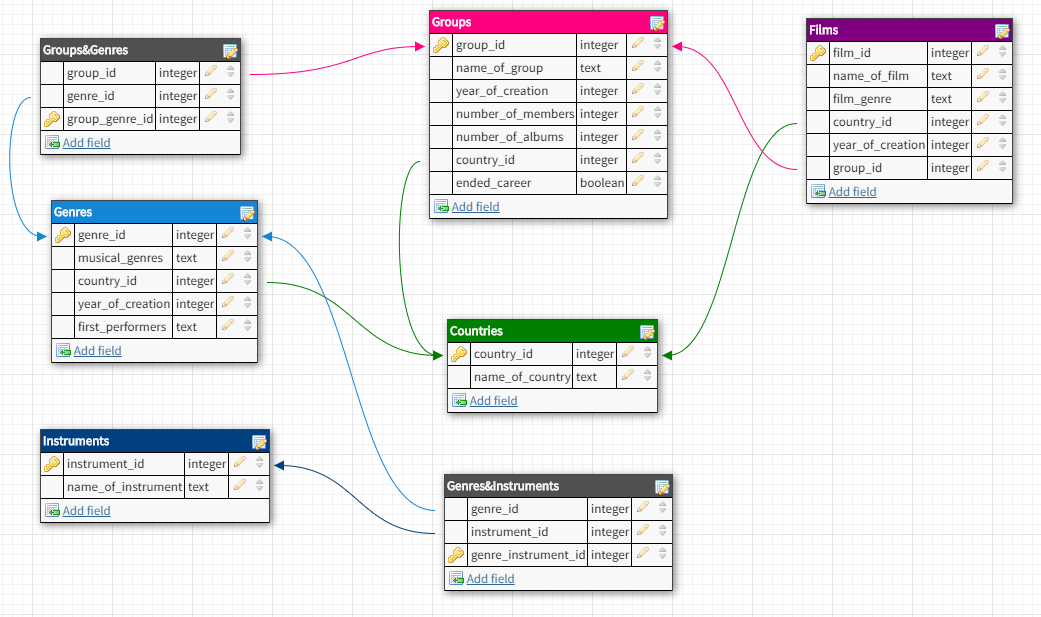 Groups&Genres
group_id integer
genre_id integer
group_genre_id integer
Add field
Groups
group_id integer
name_of_group text
year_of_creation integer
number_of_members integer
number_of_albums integer
country_id integer
ended_career boolean
Add field
Films
film_id integer
name_of_film text
film_genre text
country_id integer
year_of_creation integer
group_id integer
Add field
Genres
genre_id integer
musical_genres text
country_id integer
year_of_creation integer
first_performers text
Add field
Countries
country_id integer
name_of_country text
Add field
Instruments
instrument_id integer
name_of_instrument text
Add field
Genres&Instruments
genre_id integer
instrument_id integer
genre_instrument_id integer
Add field